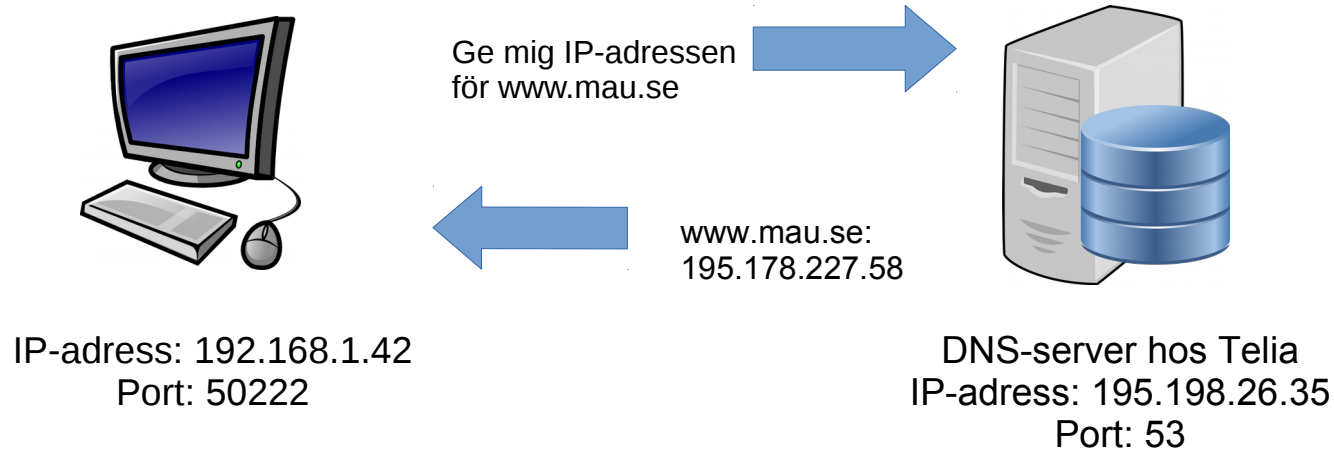 Ge mig IP-adressen
för www.mau.se
www.mau.se:
195.178.227.58
IP-adress: 192.168.1.42
Port: 50222
DNS-server hos Telia
IP-adress: 195.198.26.35
Port: 53